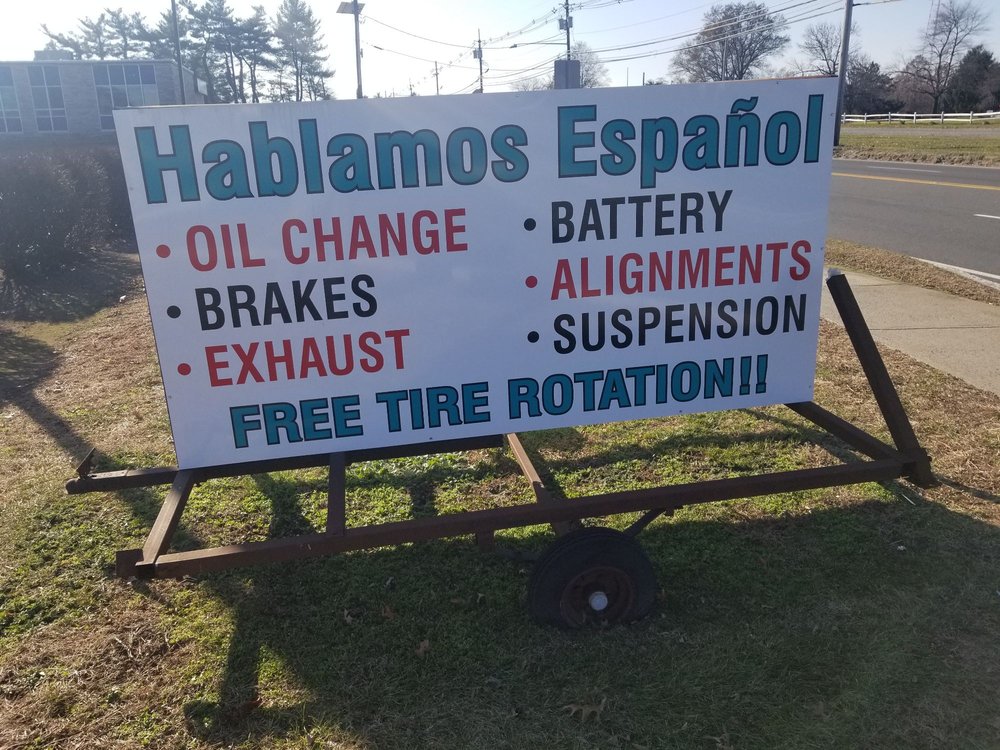 Hablamos Español
• OIL CHANGE
• BRAKES
• EXHAUST
• BATTERY
• ALIGNMENTS
• SUSPENSION
FREE TIRE ROTATION!!